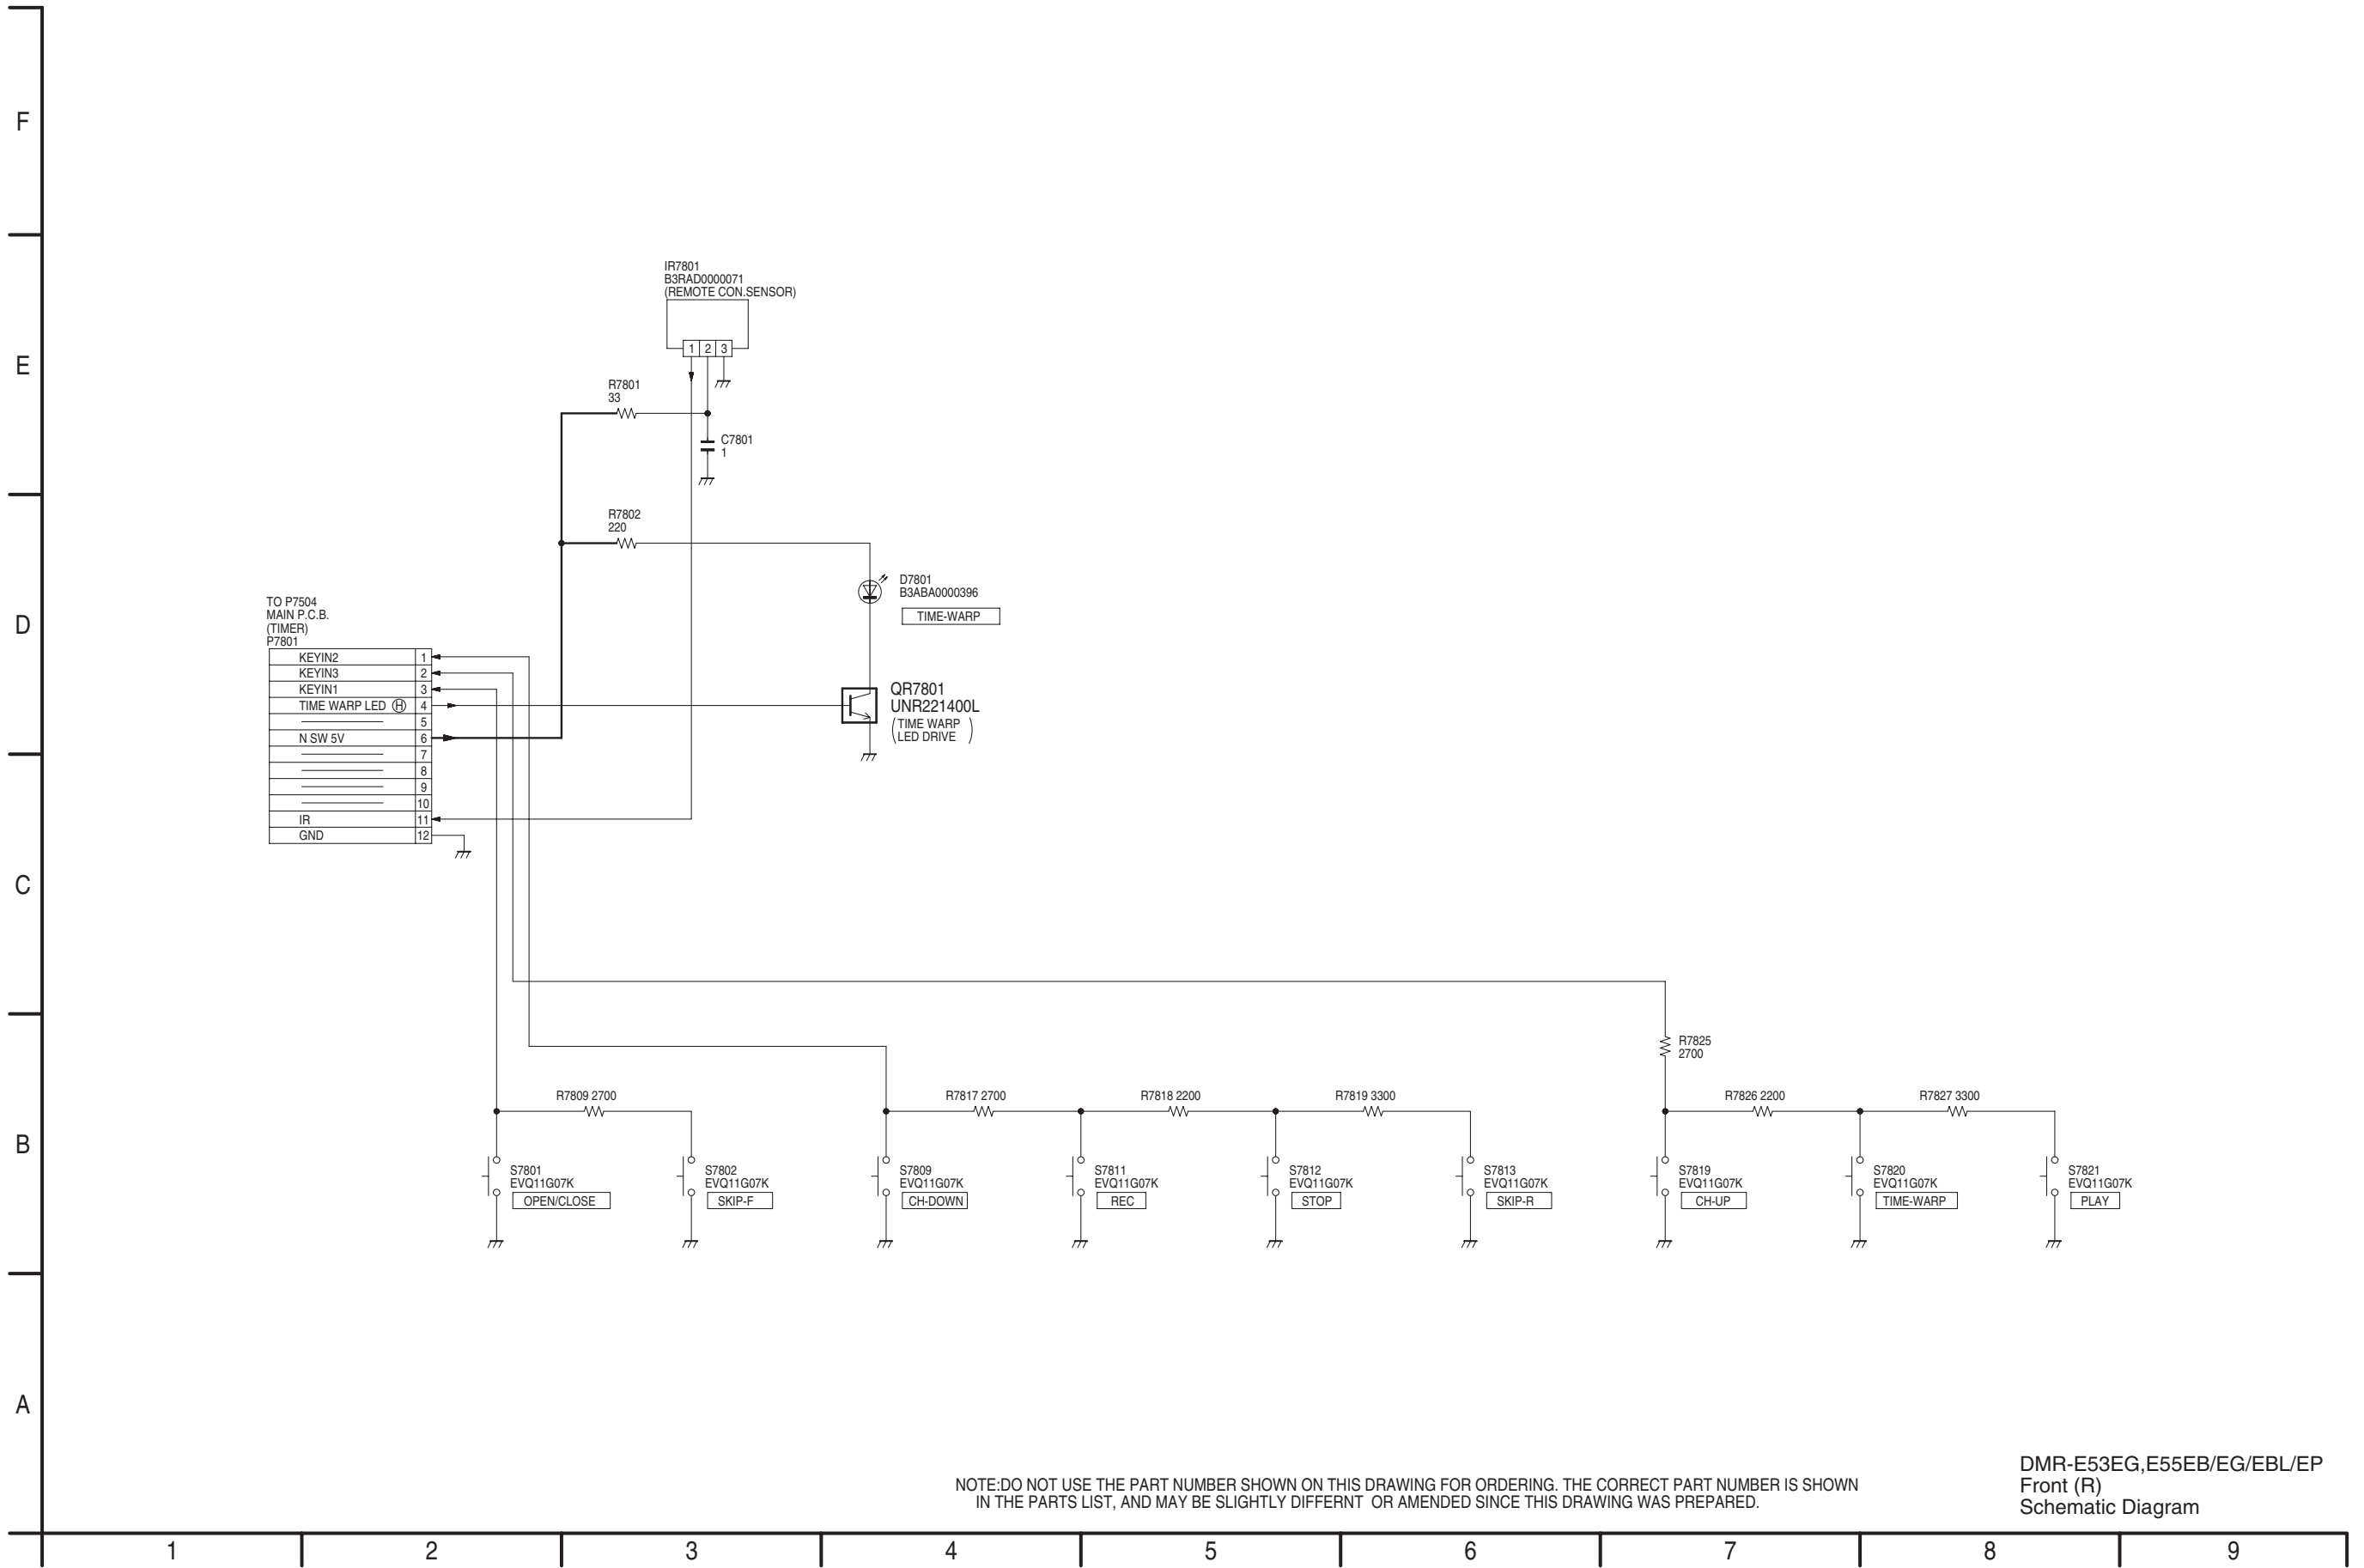 F
E
D
C
B
A
IR7801
B3RAD0000071
(REMOTE CON.SENSOR)
1 2 3
R7801
33
C7801
1
R7802
220
D7801
B3ABA0000396
TIME-WARP
TO P7504
MAIN P.C.B.
(TIMER)
P7801
KEYIN2 1
KEYIN3 2
KEYIN1 3
TIME WARP LED Ⓗ 4
5
N SW 5V 6
7
8
9
10
IR 11
GND 12
QR7801
UNR221400L
(TIME WARP
LED DRIVE)
R7825
2700
R7809 2700
R7817 2700
R7818 2200
R7819 3300
R7826 2200
R7827 3300
S7801
EVQ11G07K
OPEN/CLOSE
S7802
EVQ11G07K
SKIP-F
S7809
EVQ11G07K
CH-DOWN
S7811
EVQ11G07K
REC
S7812
EVQ11G07K
STOP
S7813
EVQ11G07K
SKIP-R
S7819
EVQ11G07K
CH-UP
S7820
EVQ11G07K
TIME-WARP
S7821
EVQ11G07K
PLAY
NOTE:DO NOT USE THE PART NUMBER SHOWN ON THIS DRAWING FOR ORDERING. THE CORRECT PART NUMBER IS SHOWN
IN THE PARTS LIST, AND MAY BE SLIGHTLY DIFFERNT OR AMENDED SINCE THIS DRAWING WAS PREPARED.
DMR-E53EG,E55EB/EG/EBL/EP
Front (R)
Schematic Diagram
1 2 3 4 5 6 7 8 9